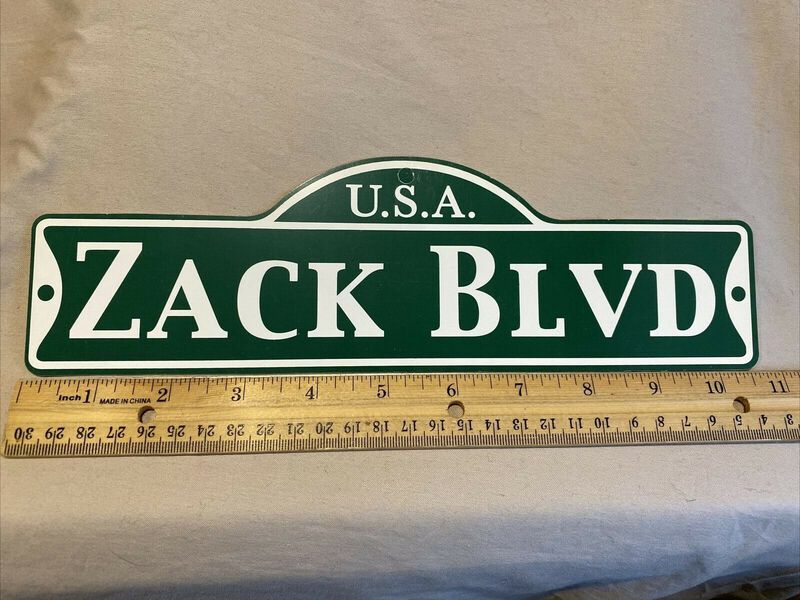 U.S.A.
ZACK BLVD
1 2 3 4 5 6 7 8 9 10 11
Inch MADE IN CHINA
30 29 28 27 26 25 24 23 22 21 20 19 18 17 16 15 14 13 12 11 10 9 8 7 6 5 4 3